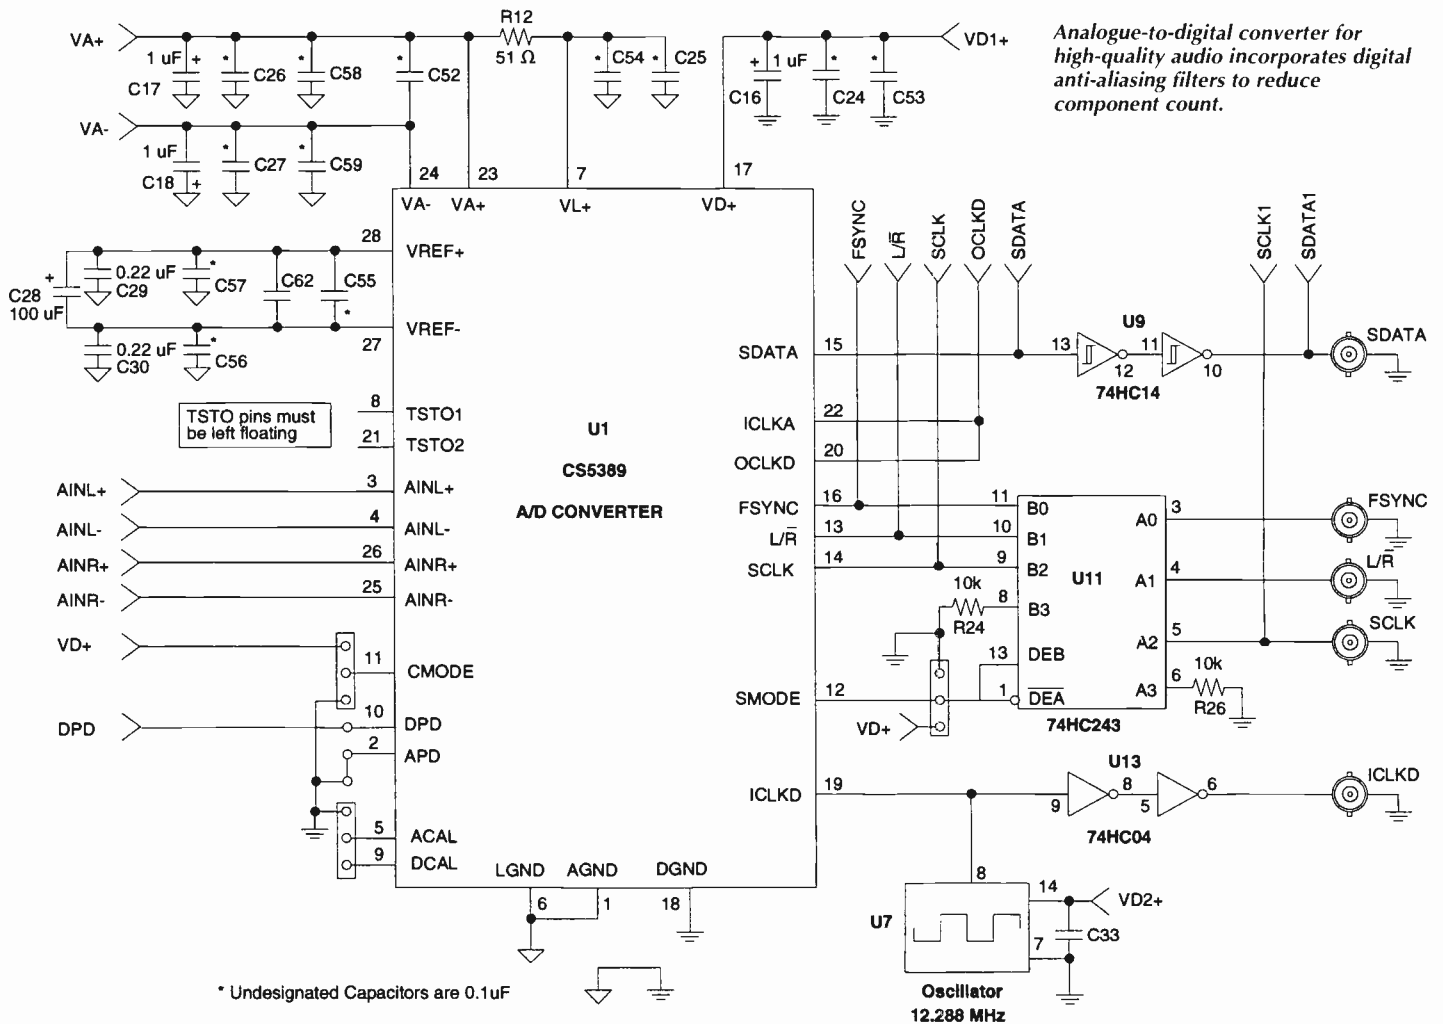 Analogue-to-digital converter for
high-quality audio incorporates digital
anti-aliasing filters to reduce
component count.
VA+
1 uF
+
C17
*
C26
*
C58
*
C52
R12
51 Ω
*
C54
*
C25
+
1 uF
C16
*
C24
*
C53
VD1+
VA-
1 uF
C18
+
*
C27
*
C59
24
23
7
17
VA-
VA+
VL+
VD+
28
VREF+
+
C28
100 uF
0.22 uF
C29
*
C57
C62
C55
*
VREF-
27
0.22 uF
C30
*
C56
TSTO pins must
be left floating
8
TSTO1
21
TSTO2
AINL+
3
AINL+
AINL-
4
AINL-
AINR+
26
AINR+
AINR-
25
AINR-
VD+
11
CMODE
DPD
10
DPD
2
APD
5
ACAL
9
DCAL
U1
CS5389
A/D CONVERTER
LGND
AGND
DGND
6
1
18
FSYNC
L/R̅
SCLK
OCLKD
SDATA
SCLK1
SDATA1
SDATA
15
13
U9
12
11
10
74HC14
SDATA
ICLKA
22
OCLKD
20
FSYNC
16
11
B0
A0
3
FSYNC
L/R̅
13
10
B1
A1
4
L/R̅
SCLK
14
9
B2
U11
A2
5
SCLK
10k
8
B3
R24
13
DEB
A3
6
10k
R26
SMODE
12
1
D̅E̅A̅
VD+
74HC243
ICLKD
19
U13
9
8
5
6
74HC04
ICLKD
8
14
VD2+
U7
7
C33
Oscillator
12.288 MHz
* Undesignated Capacitors are 0.1uF